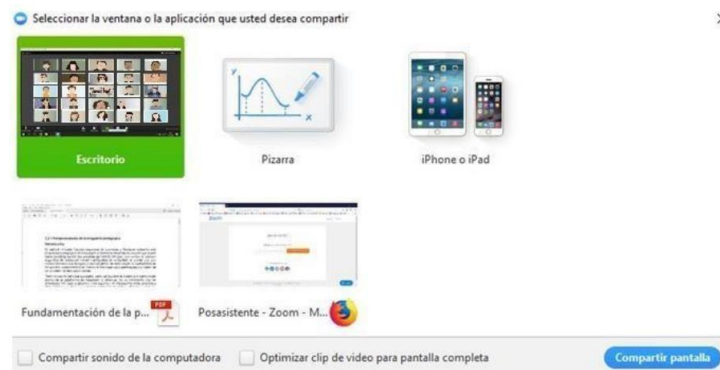 Seleccionar la ventana o la aplicación que usted desea compartir
Escritorio
Pizarra
iPhone o iPad
Fundamentación de la p...
PDF
Posasistente - Zoom - M...
Compartir sonido de la computadora
Optimizar clip de video para pantalla completa
Compartir pantalla